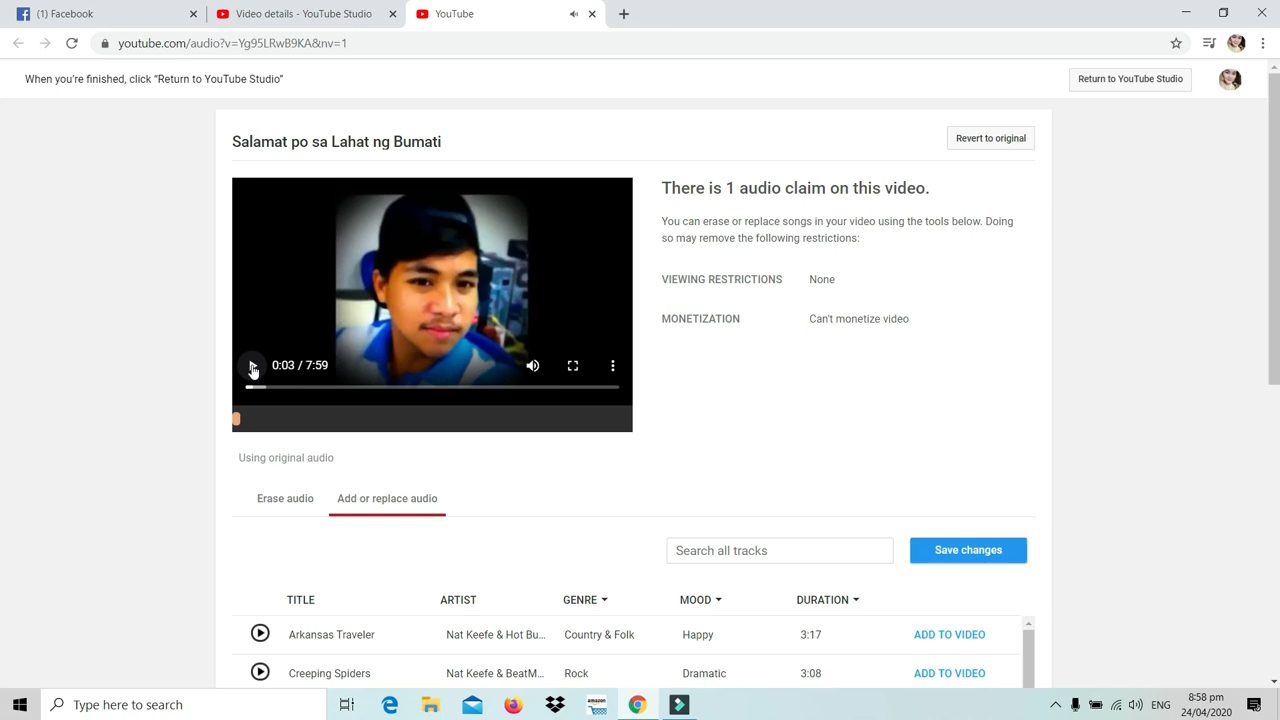 Facebook
Video details - YouTube Studio
YouTube
youtube.com/audio?v=Yg95LRwB9KA&nv=1
When you're finished, click "Return to YouTube Studio"
Return to YouTube Studio
Salamat po sa Lahat ng Bumati
Revert to original
There is 1 audio claim on this video.
You can erase or replace songs in your video using the tools below. Doing
so may remove the following restrictions:
VIEWING RESTRICTIONS None
MONETIZATION Can't monetize video
0:03 / 7:59
Using original audio
Erase audio Add or replace audio
Search all tracks
Save changes
TITLE ARTIST GENRE MOOD DURATION
Arkansas Traveler Nat Keefe & Hot Bu... Country & Folk Happy 3:17 ADD TO VIDEO
Creeping Spiders Nat Keefe & BeatM... Rock Dramatic 3:08 ADD TO VIDEO
Type here to search
amazon
ENG
8:58 pm
24/04/2020